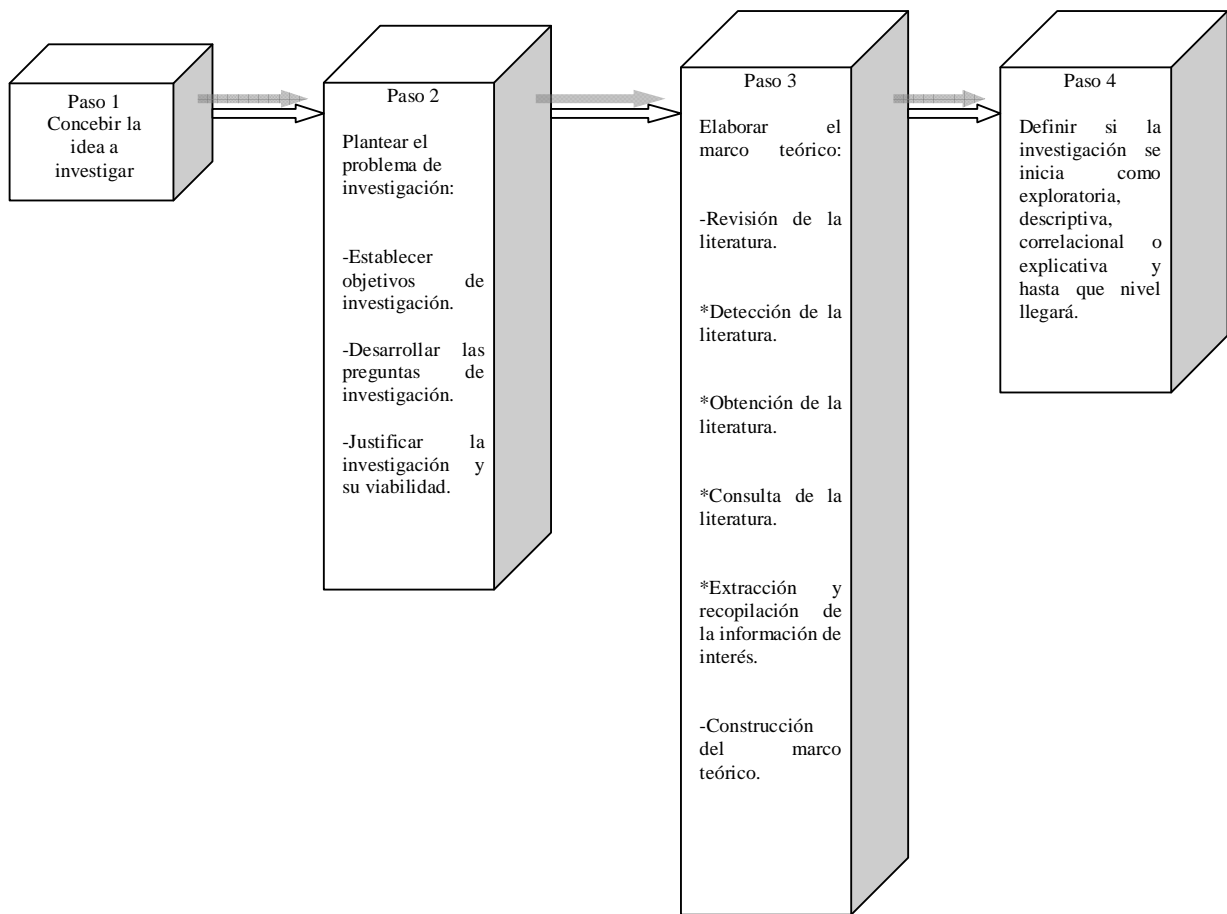 Paso 1
Concebir la
idea a
investigar
Paso 2
Plantear el
problema de
investigación:
-Establecer
objetivos de
investigación.
-Desarrollar las
preguntas de
investigación.
-Justificar la
investigación y
su viabilidad.
Paso 3
Elaborar el
marco teórico:
-Revisión de la
literatura.
*Detección de la
literatura.
*Obtención de la
literatura.
*Consulta de la
literatura.
*Extracción y
recopilación de
la información de
interés.
-Construcción
del marco
teórico.
Paso 4
Definir si la
investigación se
inicia como
exploratoria,
descriptiva,
correlacional o
explicativa y
hasta que nivel
llegará.